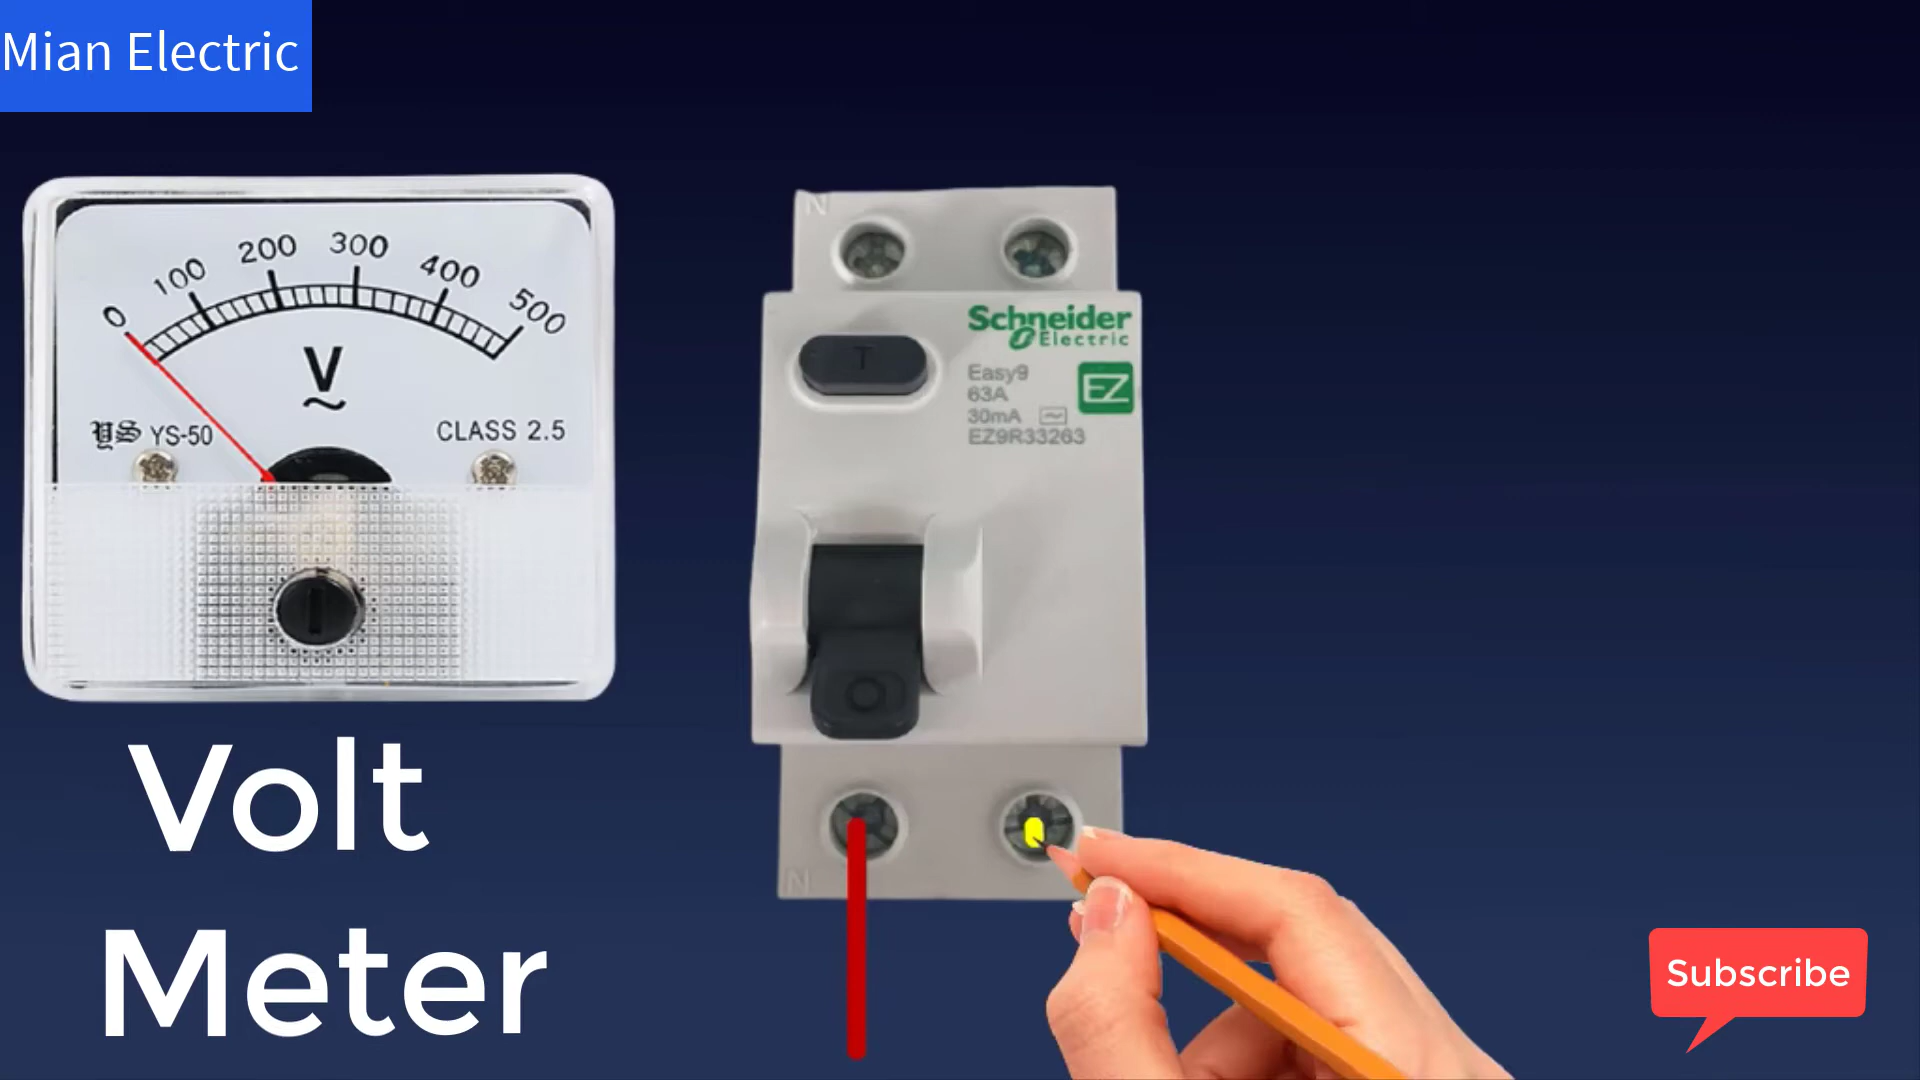 Mian Electric
0 100 200 300 400 500
V
YS-50
CLASS 2.5
N
Schneider
Electric
T
Easy9
63A
EZ
30mA
EZ9R33263
N
Volt
Meter
Subscribe